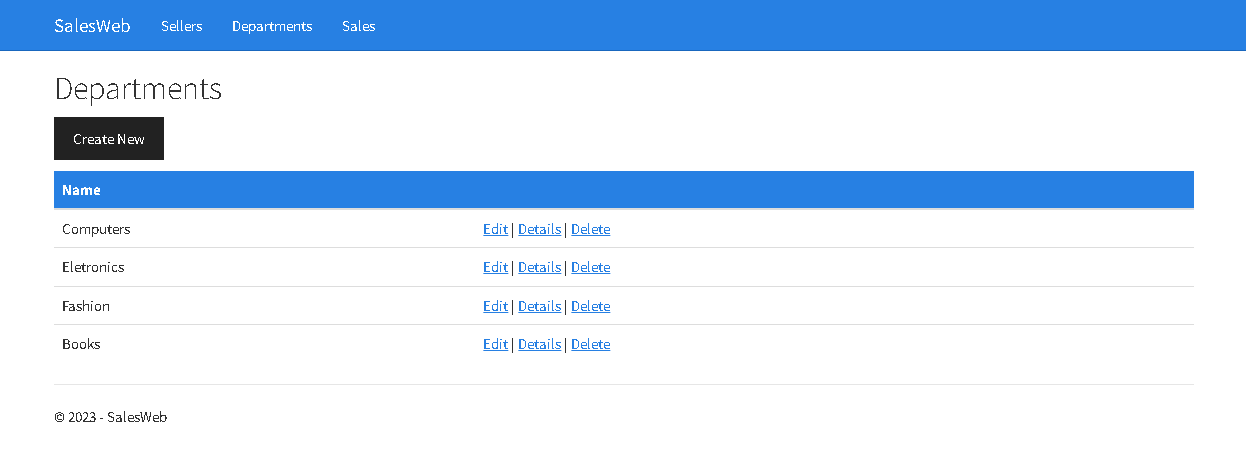 SalesWeb Sellers Departments Sales
Departments
Create New
Name
Computers Edit | Details | Delete
Eletronics Edit | Details | Delete
Fashion Edit | Details | Delete
Books Edit | Details | Delete
© 2023 - SalesWeb